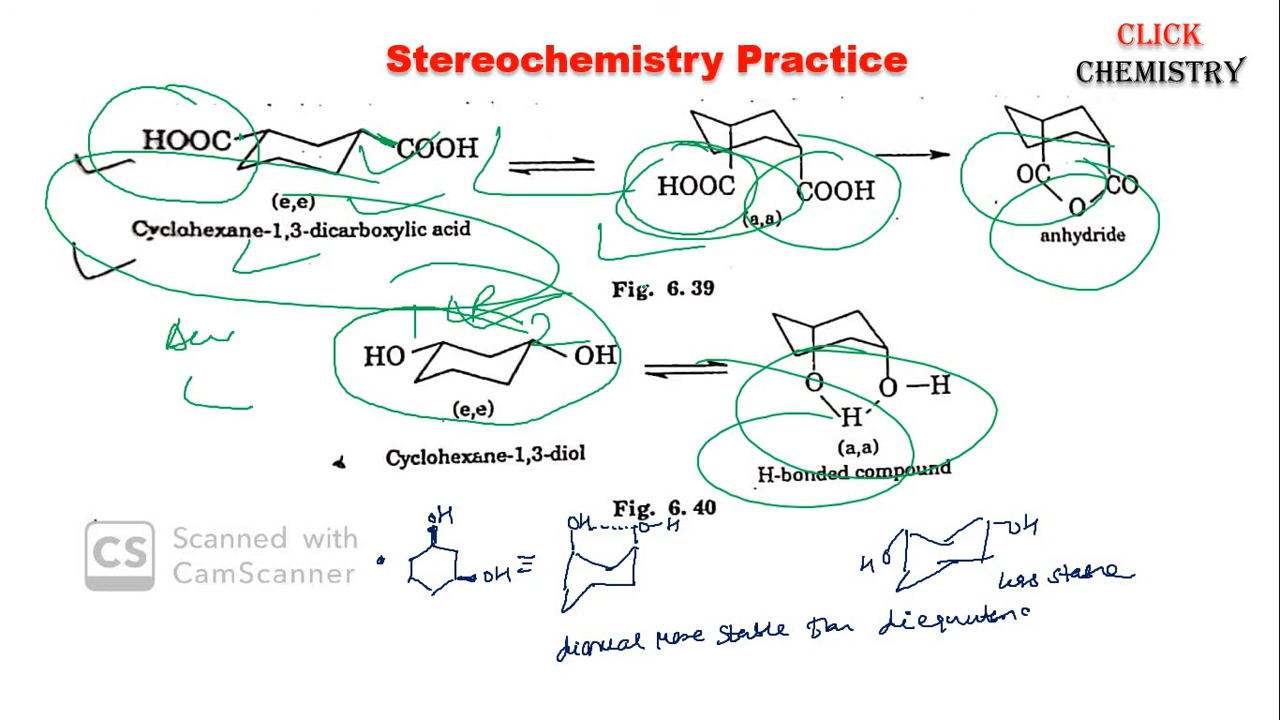 Stereochemistry Practice
CLICK
CHEMISTRY
HOOC
COOH
(e,e)
Cyclohexane-1,3-dicarboxylic acid
HOOC
COOH
(a,a)
OC
CO
O
anhydride
Fig. 6.39
HO
OH
(e,e)
Cyclohexane-1,3-diol
O
O—H
H
(a,a)
H-bonded compound
Fig. 6.40
CS Scanned with
CamScanner
OH
OH
≡
OH
O-H
HO
OH
less stable
diaxial more stable than